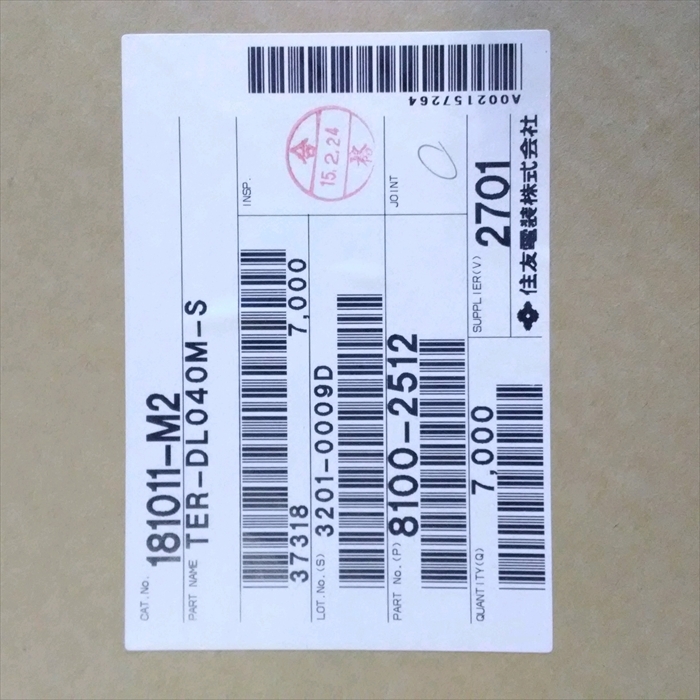 CAT.No. 181011-M2
PART NAME TER-DL040M-S
INSP.
合
15.2.24
格
37318 7,000
LOT.No.(S) 3201-0009D
JOINT
PART No.(P) 8100-2512
QUANTITY(Q) 7,000
SUPPLIER(V) 2701
住友電装株式会社
A002157264